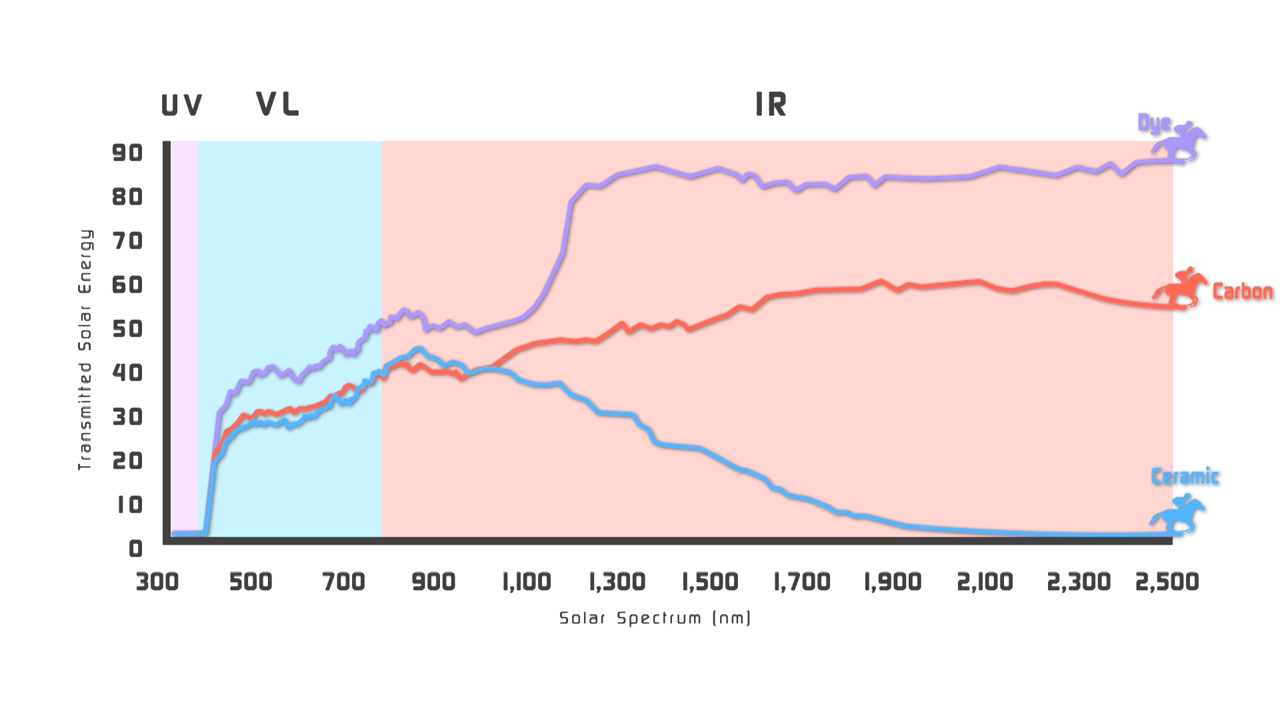 UV VL IR
Dye
90
80
70
60
50
40
30
20
10
0
Transmitted Solar Energy
Carbon
Ceramic
300 500 700 900 1,100 1,300 1,500 1,700 1,900 2,100 2,300 2,500
Solar Spectrum (nm)